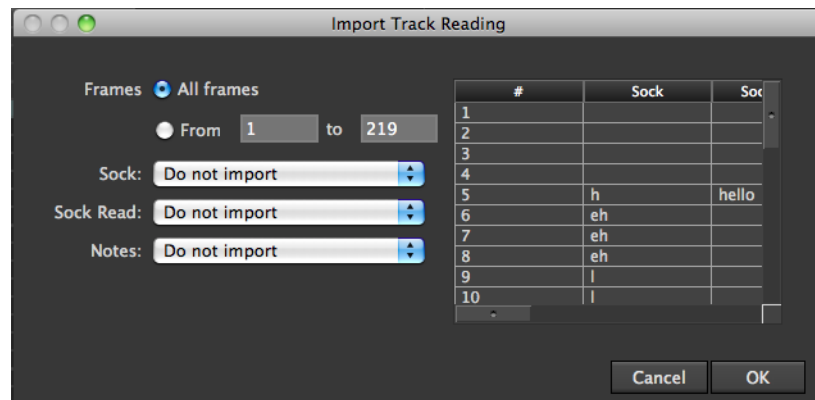 Import Track Reading
Frames All frames
From 1 to 219
Sock: Do not import
Sock Read: Do not import
Notes: Do not import
# Sock Soc
1
2
3
4
5 h hello
6 eh
7 eh
8 eh
9 l
10 l
Cancel OK